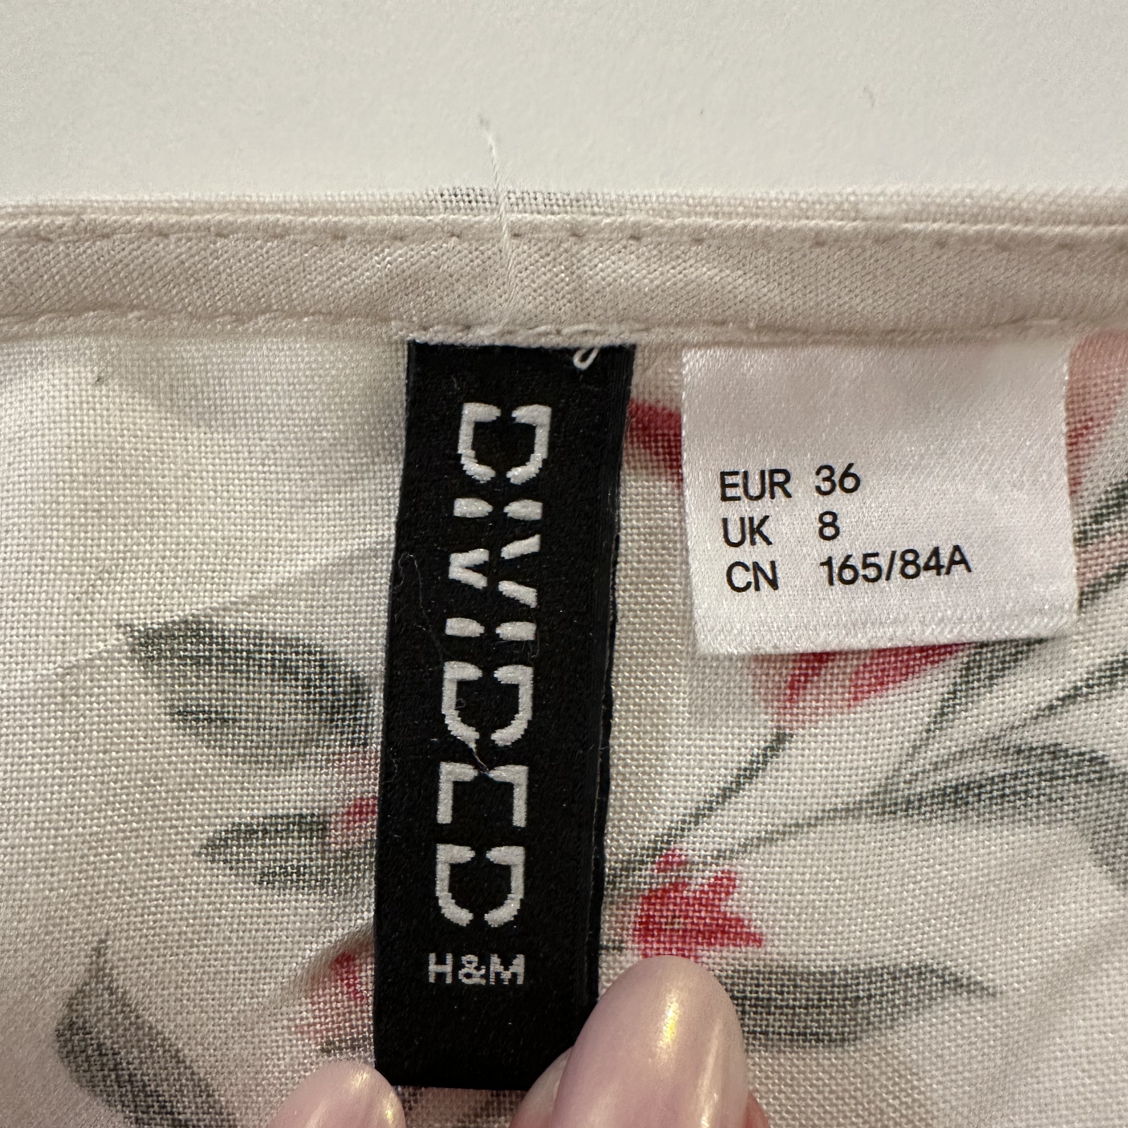 DIVIDED
H&M
EUR 36
UK 8
CN 165/84A